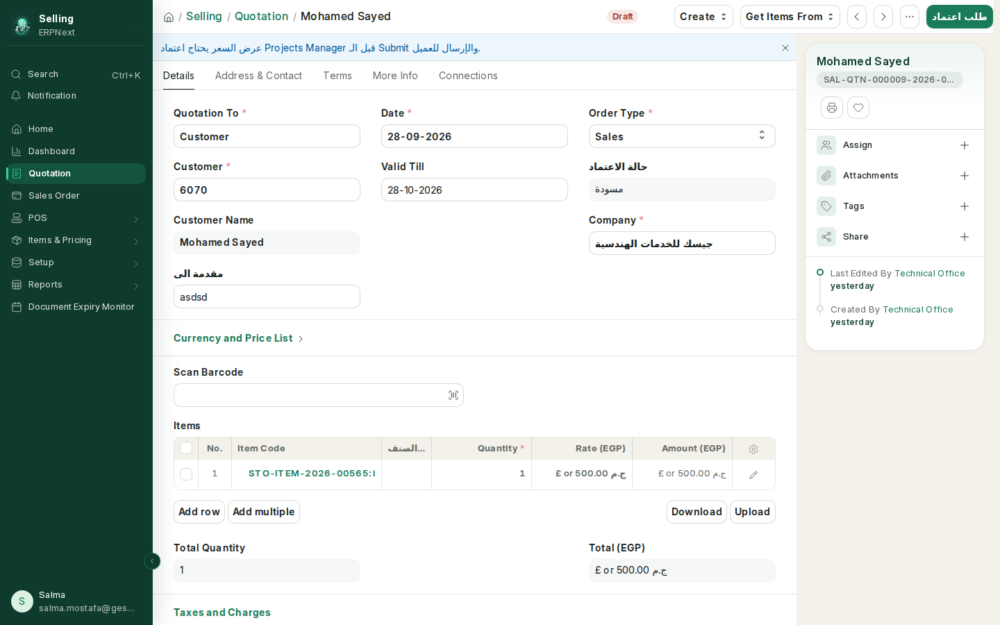 Selling
ERPNext
Search Ctrl+K
Notification
Home
Dashboard
Quotation
Sales Order
POS
Items & Pricing
Setup
Reports
Document Expiry Monitor
S
Salma
salma.mostafa@ges...
/ Selling / Quotation / Mohamed Sayed
Draft
Create
Get Items From
طلب اعتماد
عرض السعر يحتاج اعتماد Projects Manager قبل الـ Submit والإرسال للعميل.
Details
Address & Contact
Terms
More Info
Connections
Quotation To *
Customer
Date *
28-09-2026
Order Type *
Sales
Customer *
6070
Valid Till
28-10-2026
حالة الاعتماد
مسودة
Customer Name
Mohamed Sayed
Company *
جيسك للخدمات الهندسية
مقدمة الى
asdsd
Currency and Price List
Scan Barcode
Items
No. Item Code الصنف... Quantity * Rate (EGP) Amount (EGP)
1 STO-ITEM-2026-00565: i 1 £ or 500.00 ج.م £ or 500.00 ج.م
Add row
Add multiple
Download
Upload
Total Quantity
1
Total (EGP)
£ or 500.00 ج.م
Taxes and Charges
Mohamed Sayed
SAL-QTN-000009-2026-0...
Assign
Attachments
Tags
Share
Last Edited By Technical Office
yesterday
Created By Technical Office
yesterday